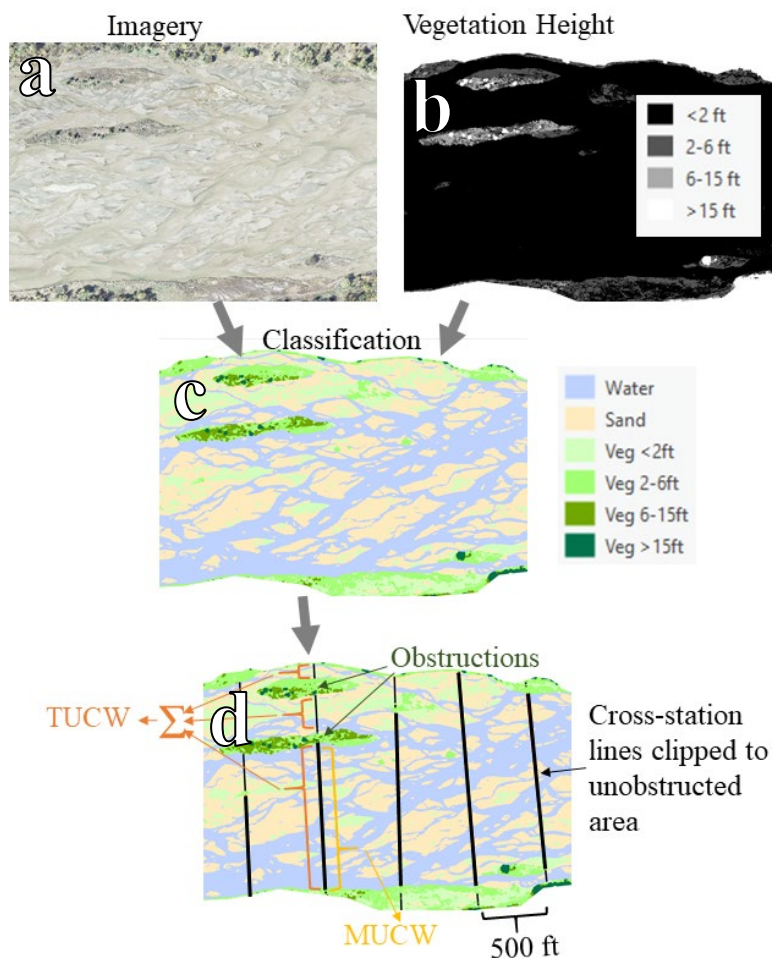 Imagery
Vegetation Height
a
b
<2 ft
2-6 ft
6-15 ft
>15 ft
Classification
c
Water
Sand
Veg <2ft
Veg 2-6ft
Veg 6-15ft
Veg >15ft
Obstructions
TUCW
Σ
d
Cross-station
lines clipped to
unobstructed
area
MUCW
500 ft